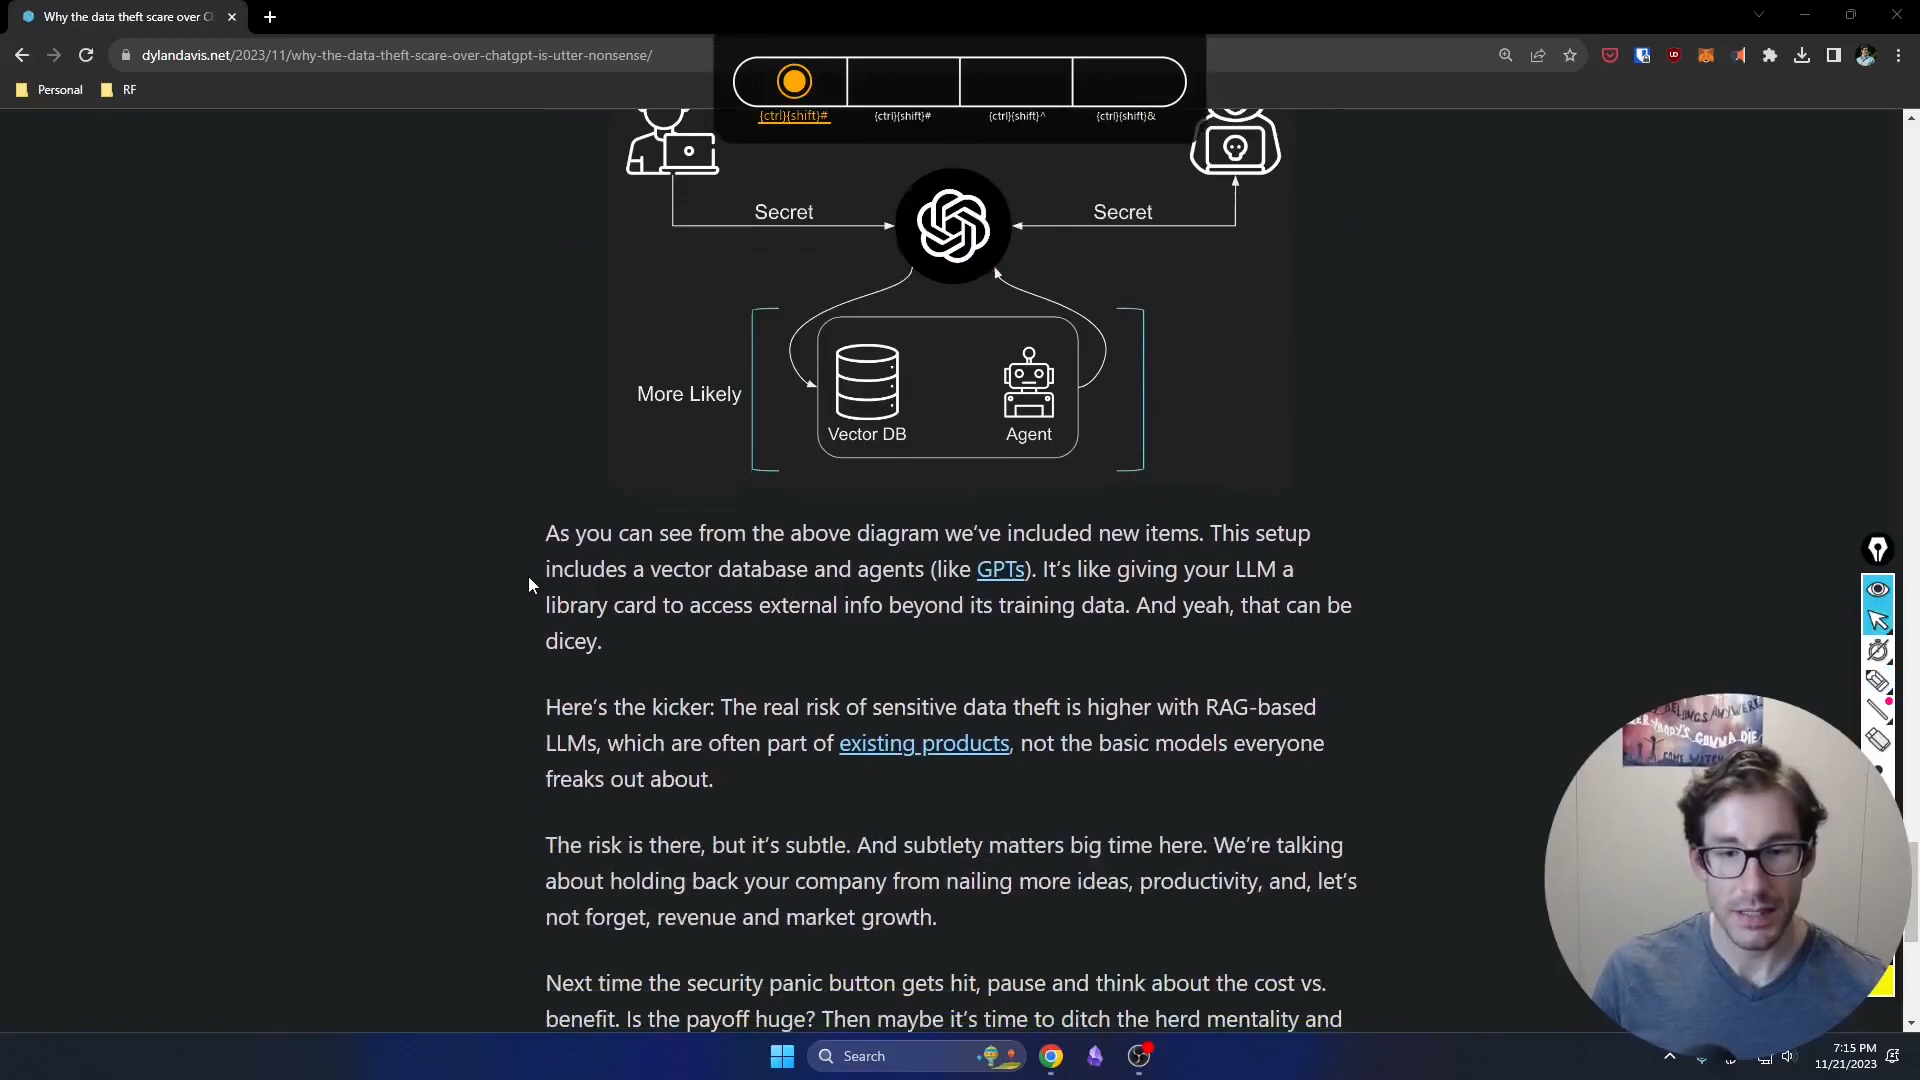 Why the data theft scare over C
dylandavis.net/2023/11/why-the-data-theft-scare-over-chatgpt-is-utter-nonsense/
Personal
RF
{ctrl}{shift}#
{ctrl}{shift}#
{ctrl}{shift}^
{ctrl}{shift}&
Secret
Secret
More Likely
Vector DB
Agent
As you can see from the above diagram we've included new items. This setup
includes a vector database and agents (like GPTs). It's like giving your LLM a
library card to access external info beyond its training data. And yeah, that can be
dicey.
Here's the kicker: The real risk of sensitive data theft is higher with RAG-based
LLMs, which are often part of existing products, not the basic models everyone
freaks out about.
The risk is there, but it's subtle. And subtlety matters big time here. We're talking
about holding back your company from nailing more ideas, productivity, and, let's
not forget, revenue and market growth.
Next time the security panic button gets hit, pause and think about the cost vs.
benefit. Is the payoff huge? Then maybe it's time to ditch the herd mentality and
BELONGS ANYWERE
GONNA DIE
COME WATCH
Search
7:15 PM
11/21/2023